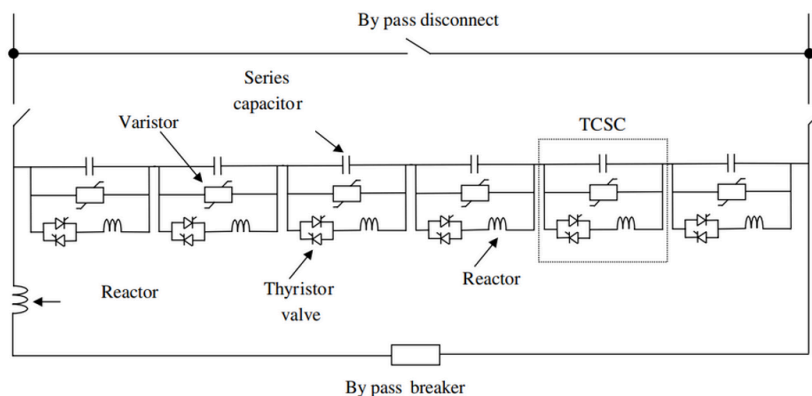 By pass disconnect
Series
capacitor
Varistor
TCSC
Reactor
Thyristor
valve
Reactor
By pass breaker